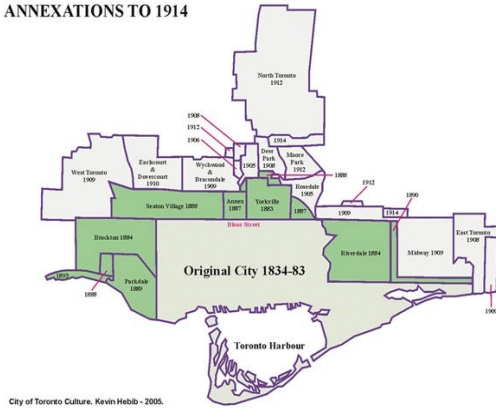 ANNEXATIONS TO 1914
North Toronto
1912
1908
1912
1906
1914
1905
Deer
Park
1908
Moore
Park
1912
1888
West Toronto
1909
Earlscourt
&
Dovercourt
1910
Wychwood
&
Bracondale
1909
Rosedale
1905
1912
1890
Seaton Village 1888
Annex
1887
Yorkville
1883
1887
1909
1914
Bloor Street
East Toronto
1908
Brockton 1884
Riverdale 1884
Midway 1909
Original City 1834-83
1893
1889
Parkdale
1889
1909
Toronto Harbour
City of Toronto Culture. Kevin Hebib - 2005.